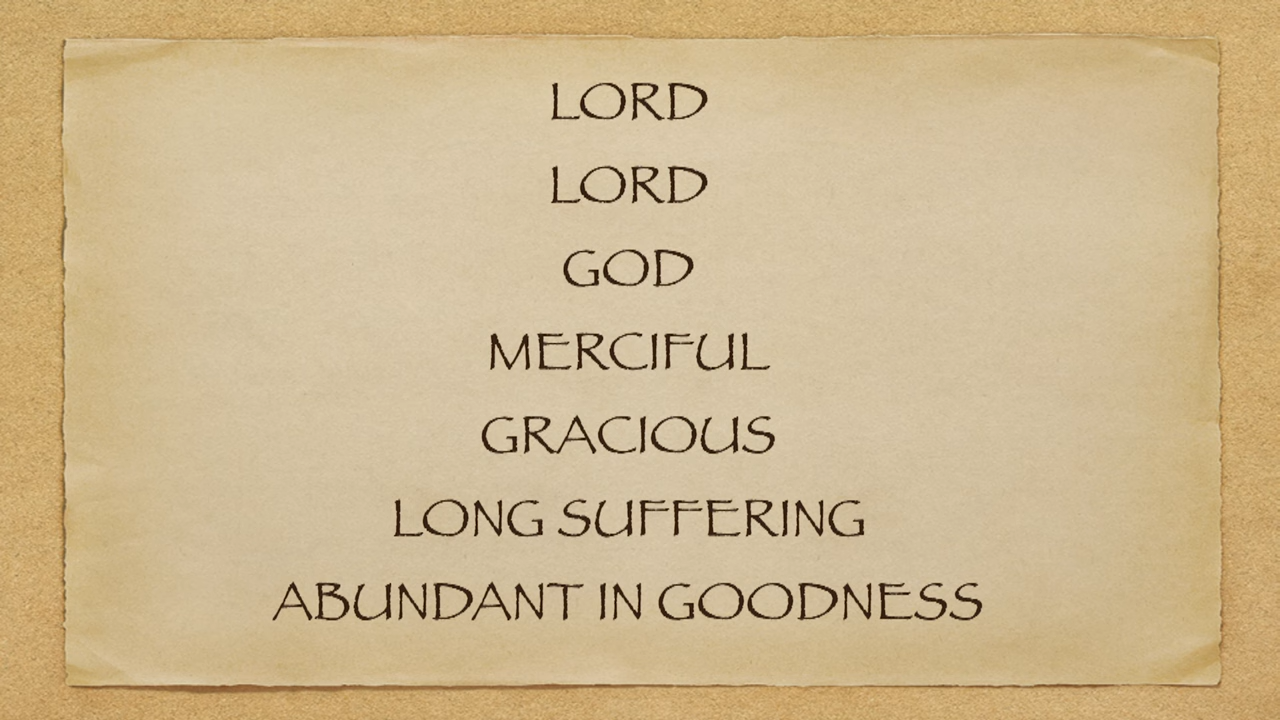 LORD
LORD
GOD
MERCIFUL
GRACIOUS
LONG SUFFERING
ABUNDANT IN GOODNESS